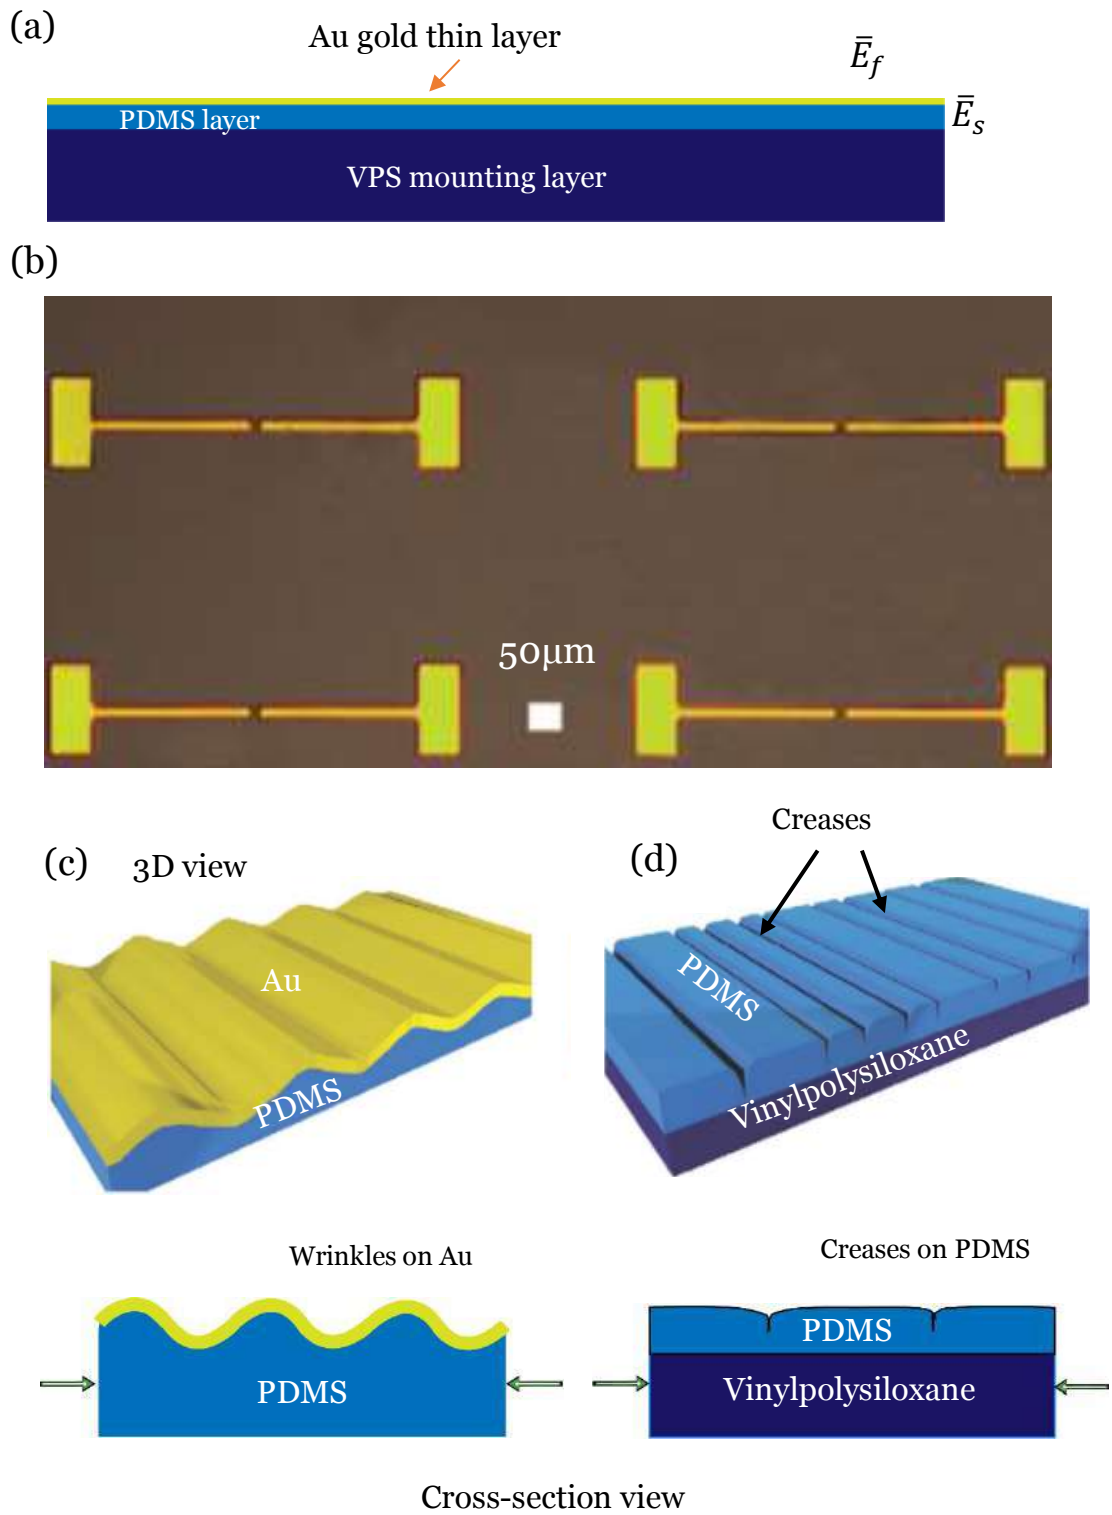 (a)
Au gold thin layer
Ē_f
PDMS layer
Ē_s
VPS mounting layer
(b)
50µm
Creases
(c) 3D view
(d)
Au
PDMS
PDMS
Vinylpolysiloxane
Wrinkles on Au
Creases on PDMS
PDMS
PDMS
Vinylpolysiloxane
Cross-section view